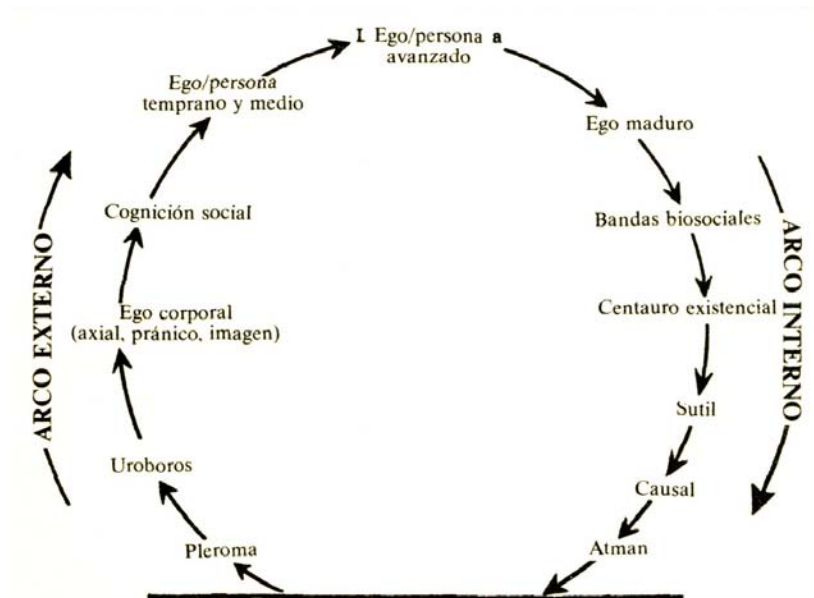 I Ego/persona a
avanzado
Ego/persona
temprano y medio
Ego maduro
Cognición social
Bandas biosociales
Ego corporal
(axial, pránico, imagen)
Centauro existencial
ARCO EXTERNO
ARCO INTERNO
Sutil
Uroboros
Causal
Pleroma
Atman